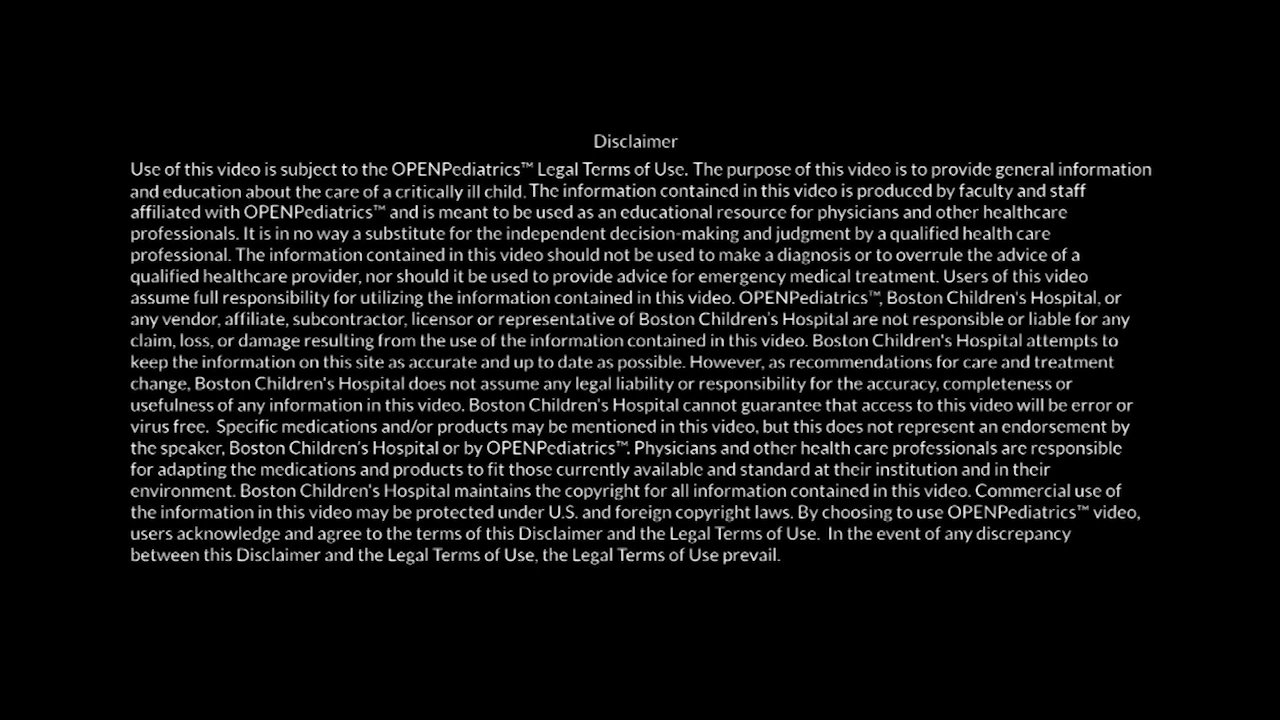 Disclaimer
Use of this video is subject to the OPENPediatrics™ Legal Terms of Use. The purpose of this video is to provide general information
and education about the care of a critically ill child. The information contained in this video is produced by faculty and staff
affiliated with OPENPediatrics™ and is meant to be used as an educational resource for physicians and other healthcare
professionals. It is in no way a substitute for the independent decision-making and judgment by a qualified health care
professional. The information contained in this video should not be used to make a diagnosis or to overrule the advice of a
qualified healthcare provider, nor should it be used to provide advice for emergency medical treatment. Users of this video
assume full responsibility for utilizing the information contained in this video. OPENPediatrics™, Boston Children's Hospital, or
any vendor, affiliate, subcontractor, licensor or representative of Boston Children's Hospital are not responsible or liable for any
claim, loss, or damage resulting from the use of the information contained in this video. Boston Children's Hospital attempts to
keep the information on this site as accurate and up to date as possible. However, as recommendations for care and treatment
change, Boston Children's Hospital does not assume any legal liability or responsibility for the accuracy, completeness or
usefulness of any information in this video. Boston Children's Hospital cannot guarantee that access to this video will be error or
virus free.  Specific medications and/or products may be mentioned in this video, but this does not represent an endorsement by
the speaker, Boston Children's Hospital or by OPENPediatrics™. Physicians and other health care professionals are responsible
for adapting the medications and products to fit those currently available and standard at their institution and in their
environment. Boston Children's Hospital maintains the copyright for all information contained in this video. Commercial use of
the information in this video may be protected under U.S. and foreign copyright laws. By choosing to use OPENPediatrics™ video,
users acknowledge and agree to the terms of this Disclaimer and the Legal Terms of Use.  In the event of any discrepancy
between this Disclaimer and the Legal Terms of Use, the Legal Terms of Use prevail.